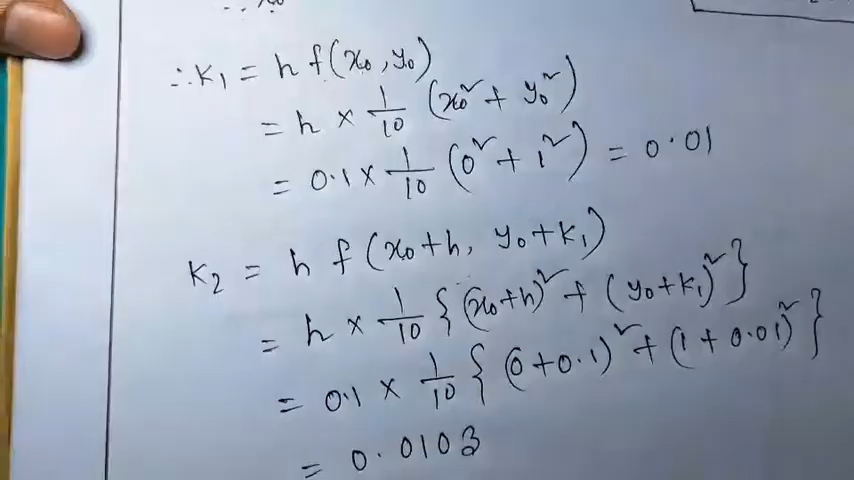 ∴ K₁ = h f(x₀, y₀)
= h × 1/10 (x₀² + y₀²)
= 0.1 × 1/10 (0² + 1²) = 0.01
K₂ = h f(x₀+h, y₀+K₁)
= h × 1/10 {(x₀+h)² + (y₀+K₁)²}
= 0.1 × 1/10 {(0+0.1)² + (1+0.01)²}
= 0.0103